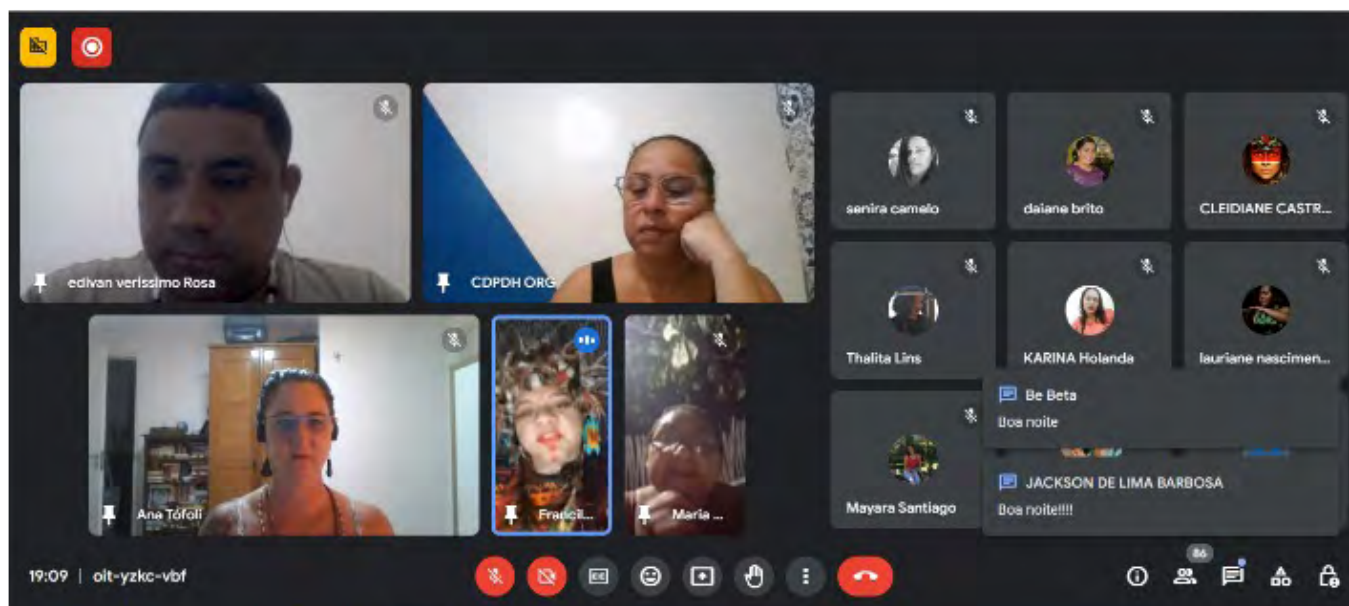 edivan verissimo Rosa
CDPDH ORG
senira camelo
daiane brito
CLEIDIANE CASTR...
Thalita Lins
KARINA Holanda
lauriane nascimen...
Ana Tófoli
Francil...
Maria ...
Mayara Santiago
Be Beta
Boa noite
JACKSON DE LIMA BARBOSA
Boa noite!!!!
19:09 | oit-yzkc-vbf
86